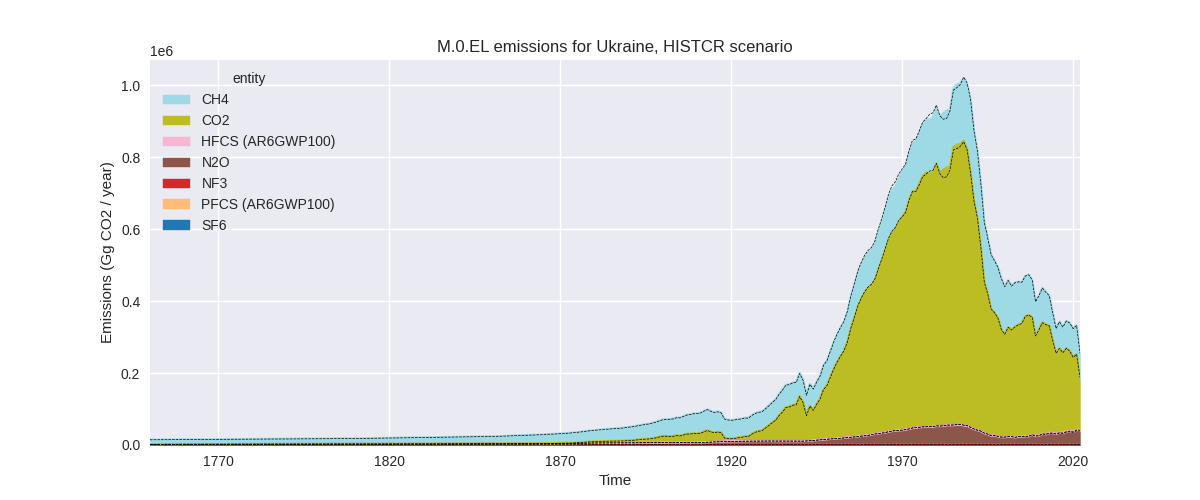 M.0.EL emissions for Ukraine, HISTCR scenario
1e6
1.0
0.8
0.6
0.4
0.2
0.0
Emissions (Gg CO2 / year)
entity
CH4
CO2
HFCS (AR6GWP100)
N2O
NF3
PFCS (AR6GWP100)
SF6
1770 1820 1870 1920 1970 2020
Time